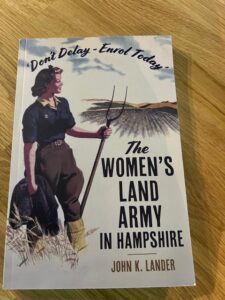 'Don't Delay - Enrol Today'
The
WOMEN'S
LAND
ARMY
IN HAMPSHIRE
JOHN K. LANDER